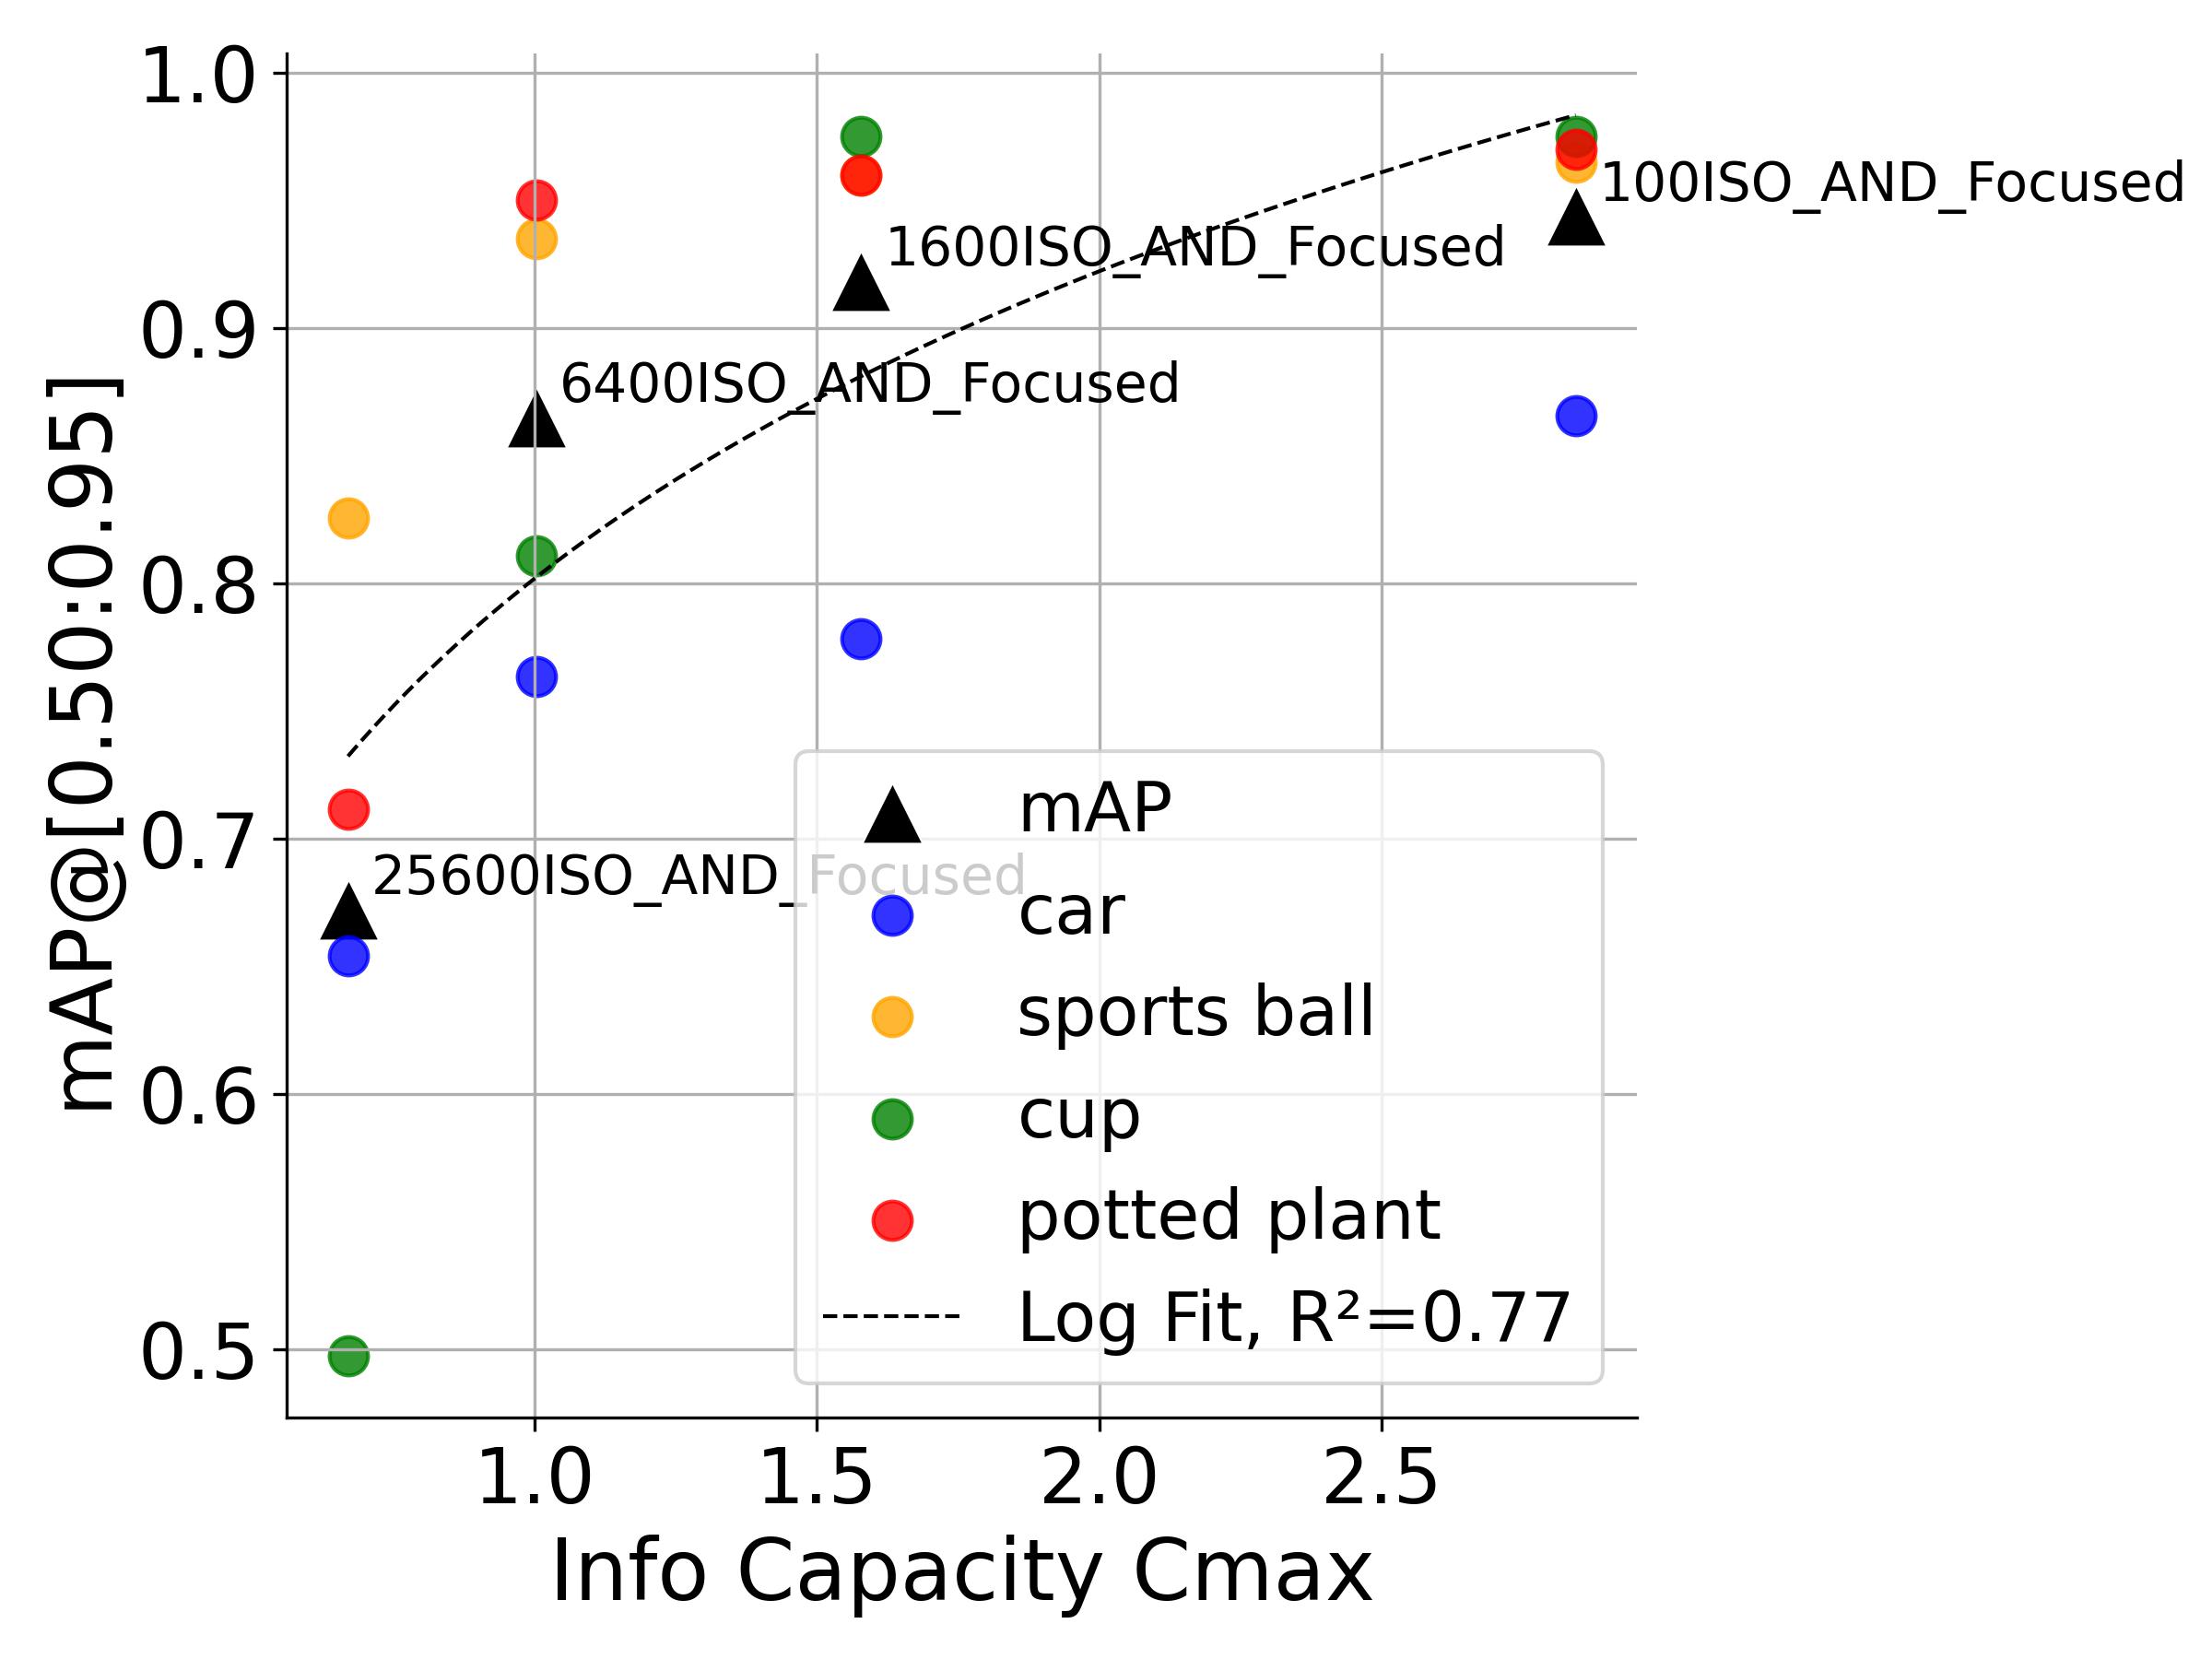 mAP@[0.50:0.95]
1.0
0.9
0.8
0.7
0.6
0.5
100ISO_AND_Focused
1600ISO_AND_Focused
6400ISO_AND_Focused
25600ISO_AND_Focused
mAP
car
sports ball
cup
potted plant
Log Fit, R²=0.77
1.0
1.5
2.0
2.5
Info Capacity Cmax